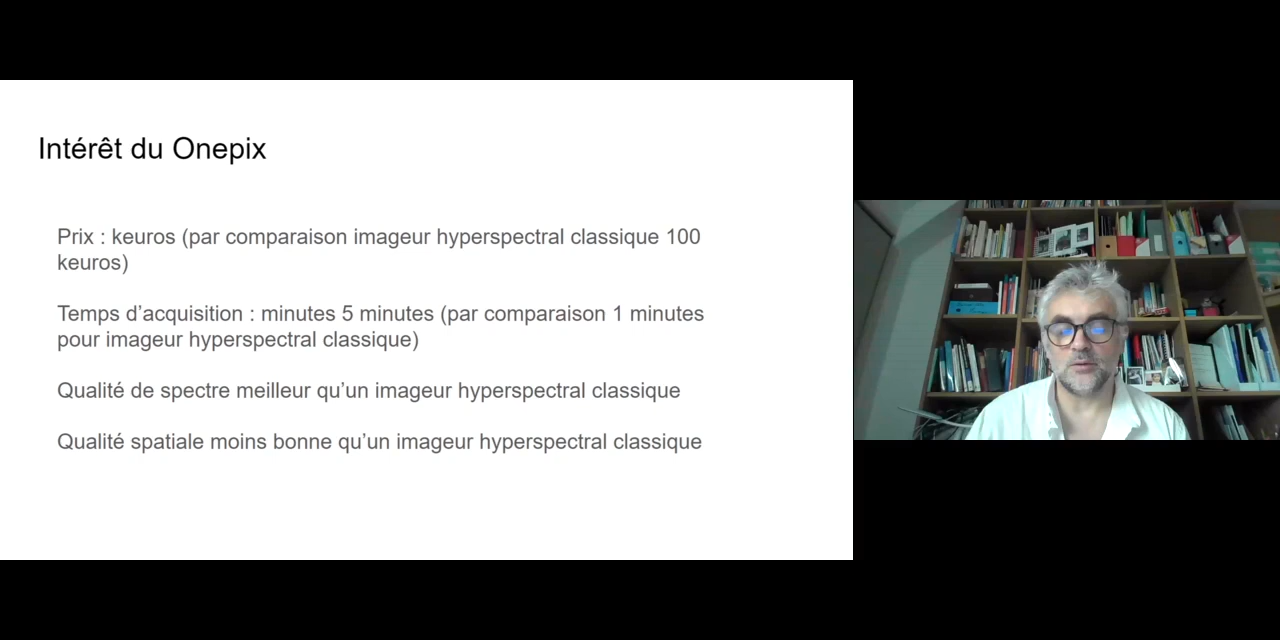 Intérêt du Onepix
Prix : keuros (par comparaison imageur hyperspectral classique 100
keuros)
Temps d’acquisition : minutes 5 minutes (par comparaison 1 minutes
pour imageur hyperspectral classique)
Qualité de spectre meilleur qu’un imageur hyperspectral classique
Qualité spatiale moins bonne qu’un imageur hyperspectral classique